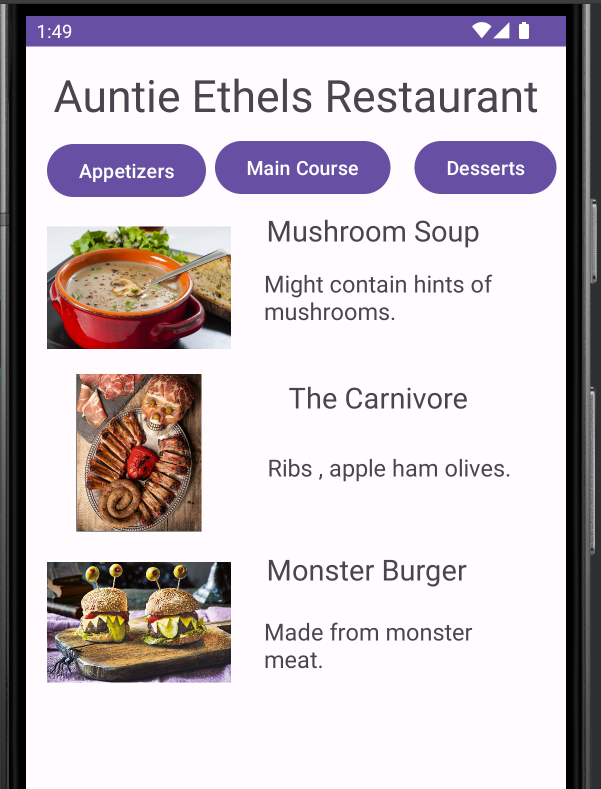 1:49
Auntie Ethels Restaurant
Appetizers Main Course Desserts
Mushroom Soup
Might contain hints of
mushrooms.
The Carnivore
Ribs , apple ham olives.
Monster Burger
Made from monster
meat.